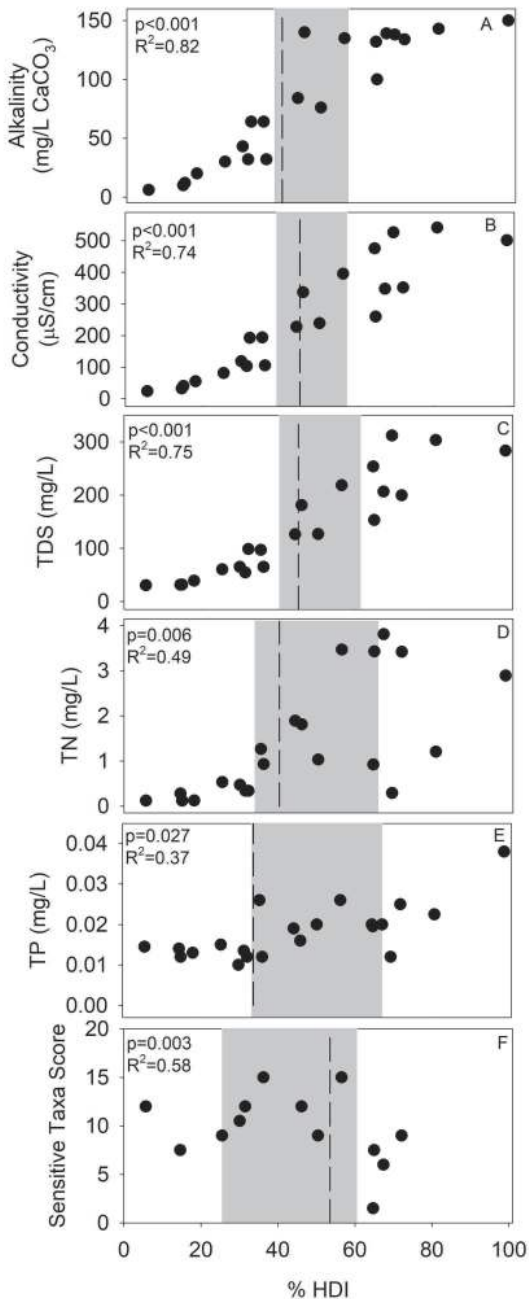 A
p<0.001
R²=0.82
Alkalinity
(mg/L CaCO₃)
150
100
50
0
B
p<0.001
R²=0.74
Conductivity
(µS/cm)
500
400
300
200
100
0
C
p<0.001
R²=0.75
TDS (mg/L)
300
200
100
0
D
p=0.006
R²=0.49
TN (mg/L)
4
3
2
1
0
E
p=0.027
R²=0.37
TP (mg/L)
0.04
0.03
0.02
0.01
0.00
F
p=0.003
R²=0.58
Sensitive Taxa Score
20
15
10
5
0
0 20 40 60 80 100
% HDI